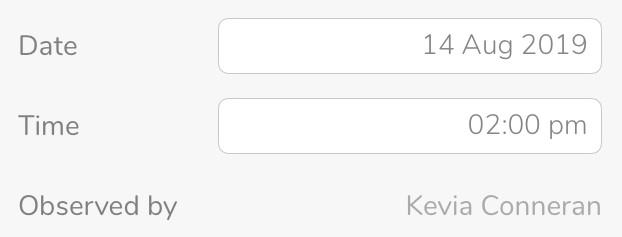 Date 14 Aug 2019
Time 02:00 pm
Observed by Kevia Conneran